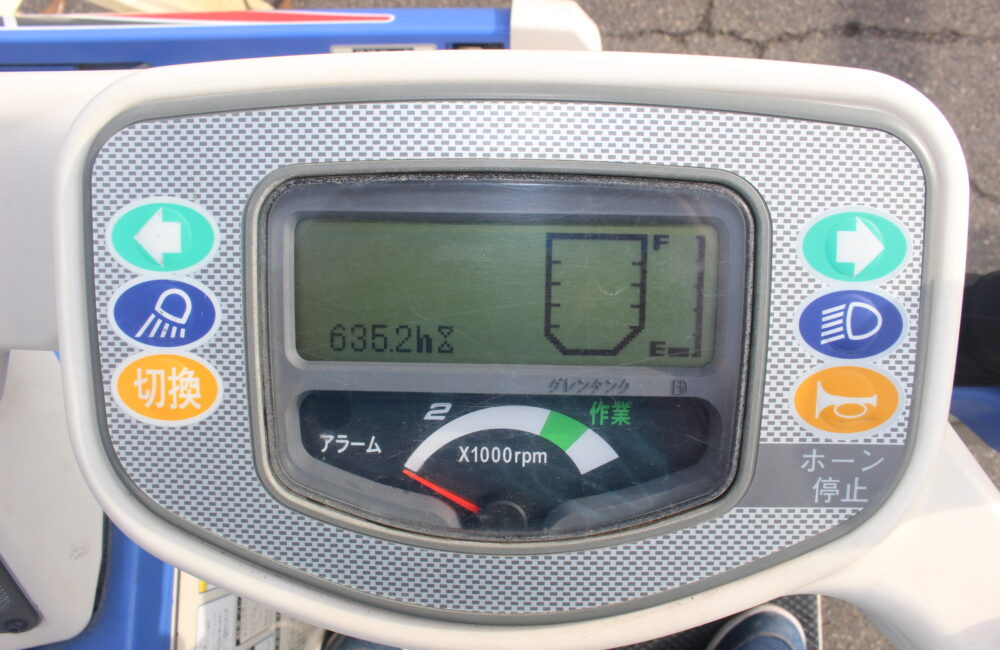 F
635.2h
E
グレンタンク
2
作業
アラーム
X1000rpm
切換
ホーン
停止